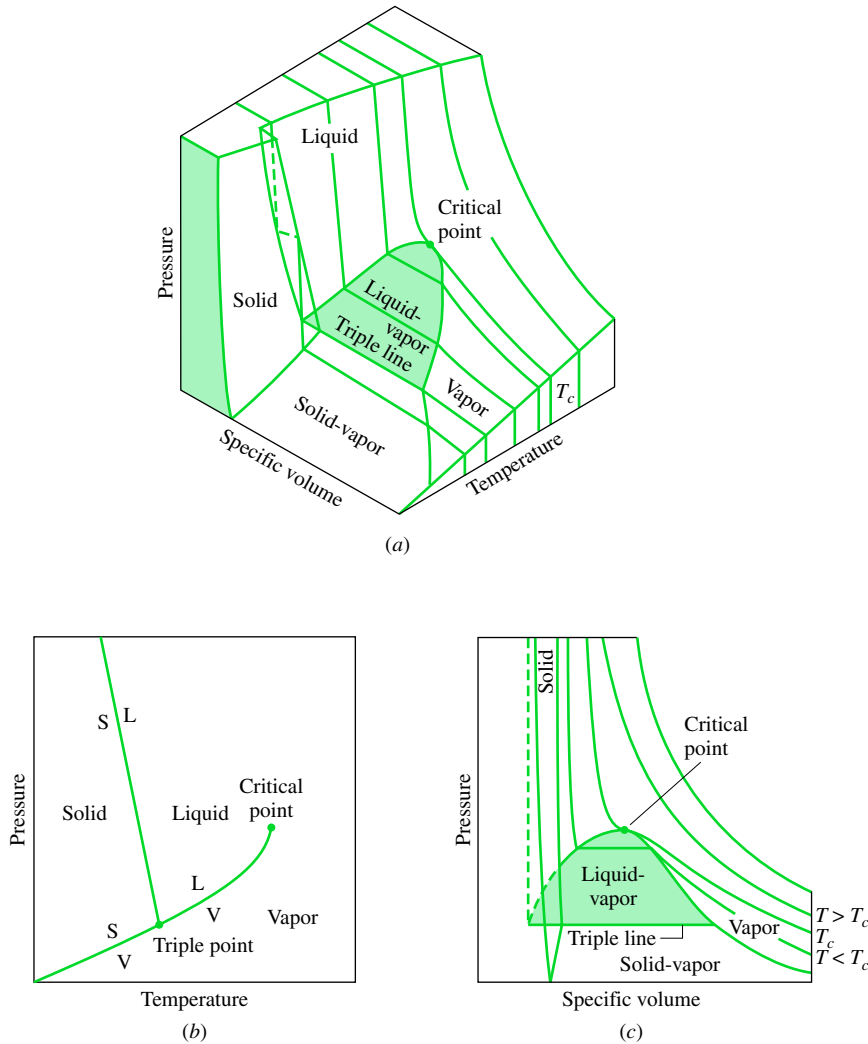 Liquid
Critical
point
Pressure
Solid
Liquid-
vapor
Triple line
Vapor
T_c
Solid-vapor
Specific volume
Temperature
(a)
Pressure
S
L
Solid
Liquid
Critical
point
L
V
S
V
Vapor
Triple point
Temperature
(b)
Pressure
Solid
Critical
point
Liquid-
vapor
Triple line
Vapor
Solid-vapor
T > T_c
T_c
T < T_c
Specific volume
(c)